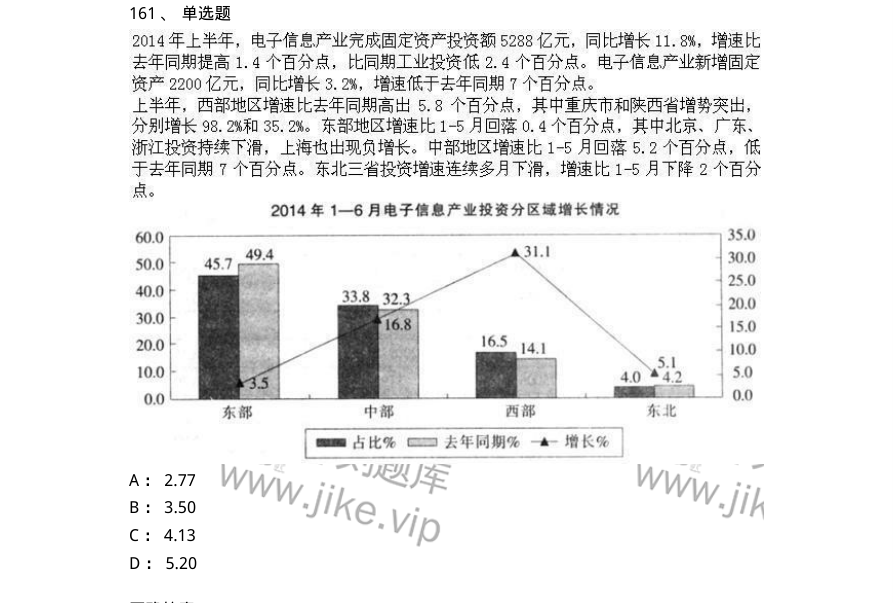 161 、 单选题
2014 年上半年，电子信息产业完成固定资产投资额 5288 亿元，同比增长 11.8%，增速比
去年同期提高 1.4 个百分点，比同期工业投资低 2.4 个百分点。电子信息产业新增固定
资产 2200 亿元，同比增长 3.2%，增速低于去年同期 7 个百分点。
上半年，西部地区增速比去年同期高出 5.8 个百分点，其中重庆市和陕西省增势突出，
分别增长 98.2%和 35.2%。东部地区增速比 1-5 月回落 0.4 个百分点，其中北京、广东、
浙江投资持续下滑，上海也出现负增长。中部地区增速比 1-5 月回落 5.2 个百分点，低
于去年同期 7 个百分点。东北三省投资增速连续多月下滑，增速比 1-5 月下降 2 个百分
点。
2014 年 1—6 月电子信息产业投资分区域增长情况
60.0 35.0
50.0 30.0
40.0 25.0
30.0 20.0
20.0 15.0
10.0 10.0
0.0 5.0
0.0
45.7 49.4
33.8 32.3
16.5 14.1
4.0 4.2
3.5 16.8 31.1 5.1
东部 中部 西部 东北
占比% 去年同期% 增长%
A： 2.77
B： 3.50
C： 4.13
D： 5.20
题库
www.jike.vip
www.jik